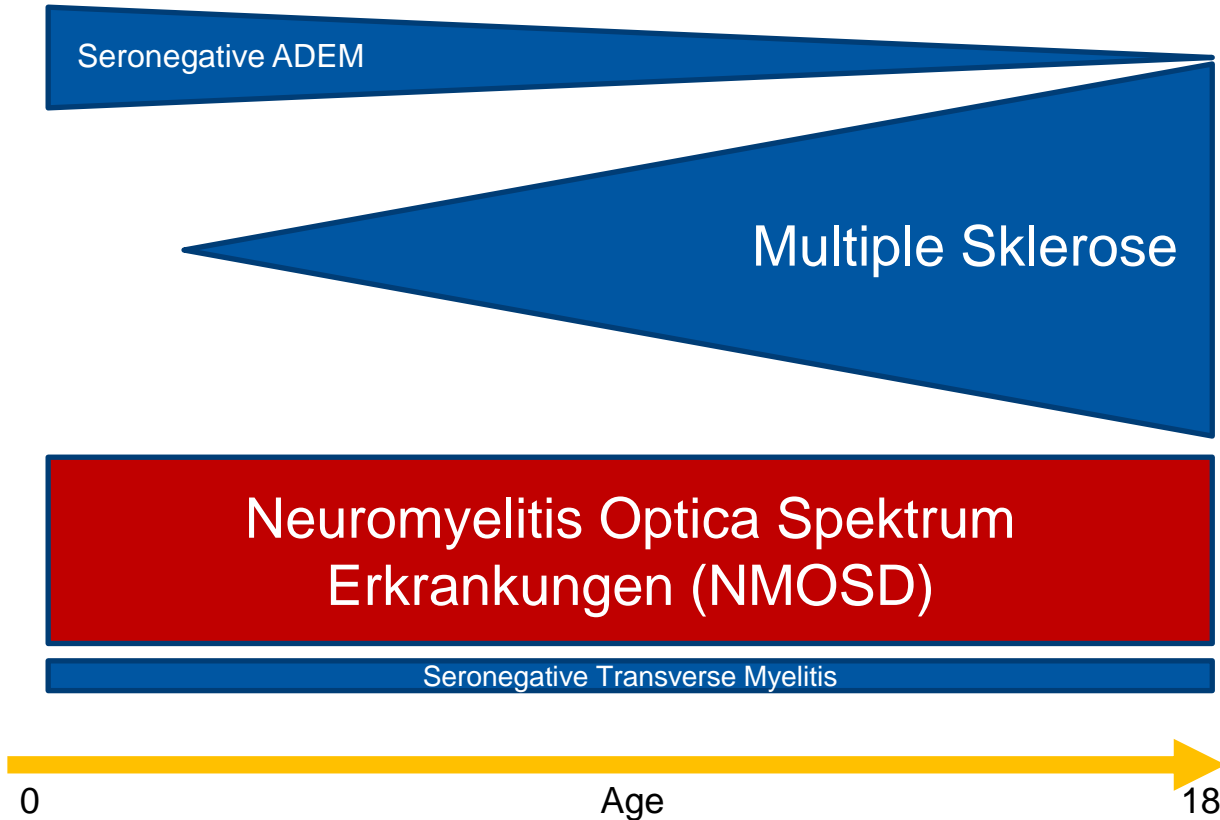 Seronegative ADEM
Multiple Sklerose
Neuromyelitis Optica Spektrum
Erkrankungen (NMOSD)
Seronegative Transverse Myelitis
0 Age 18